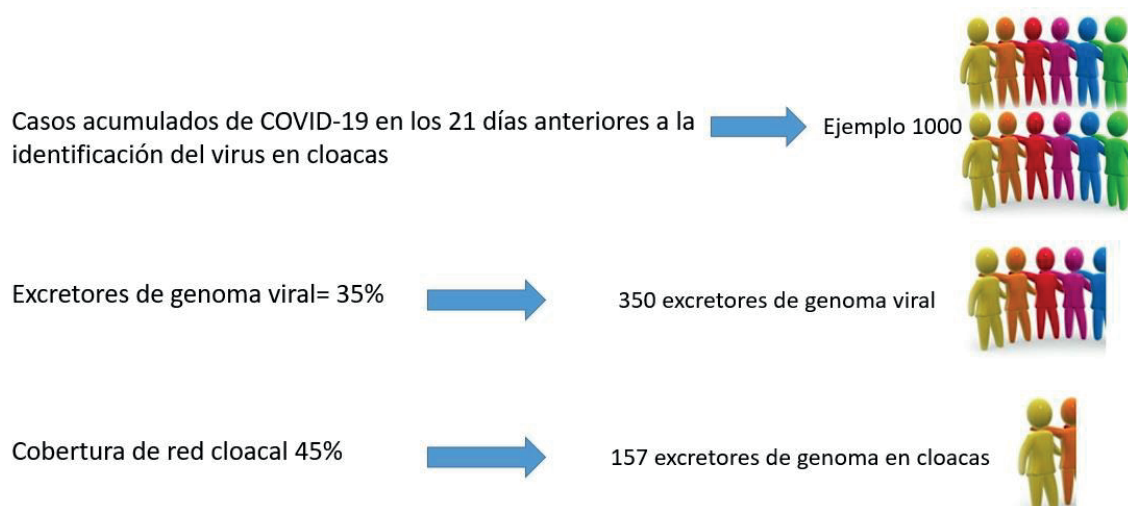 Casos acumulados de COVID-19 en los 21 días anteriores a la
identificación del virus en cloacas
Ejemplo 1000
Excretores de genoma viral= 35%
350 excretores de genoma viral
Cobertura de red cloacal 45%
157 excretores de genoma en cloacas